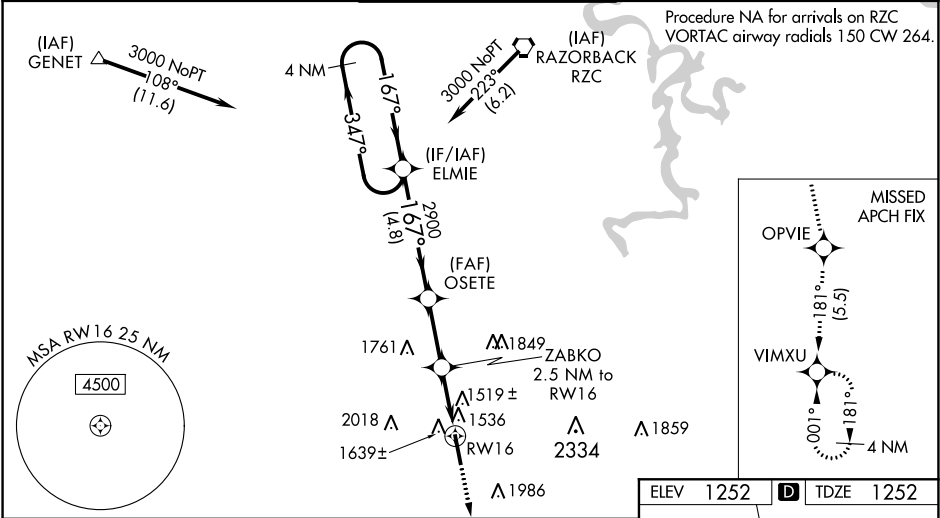 Procedure NA for arrivals on RZC
VORTAC airway radials 150 CW 264.
(IAF)
GENET
3000 NoPT
108°
(11.6)
4 NM
167°
347°
(IAF)
RAZORBACK
RZC
3000 NoPT
223°
(6.2)
(IF/IAF)
ELMIE
2900
167°
(4.8)
(FAF)
OSETE
MISSED
APCH FIX
OPVIE
181°
(5.5)
VIMXU
001°
181°
4 NM
MSA RW16 25 NM
4500
1761
1849
ZABKO
2.5 NM to
RW16
1519±
1536
2018
1639±
RW16
2334
1859
1986
ELEV 1252 D TDZE 1252